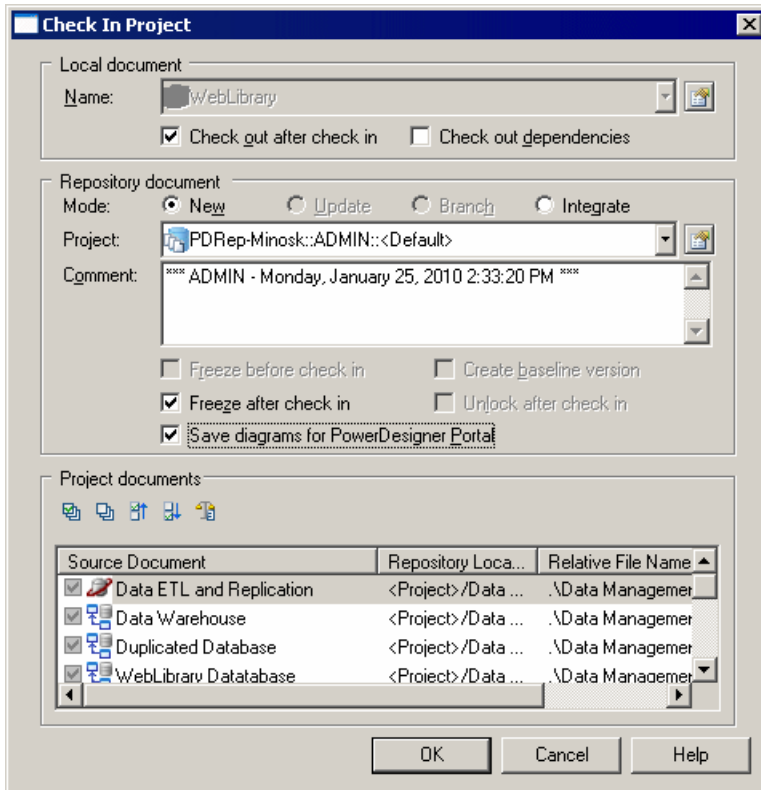 Check In Project
Local document
Name: WebLibrary
Check out after check in Check out dependencies
Repository document
Mode: New Update Branch Integrate
Project: PDRep-Minosk::ADMIN::<Default>
Comment: *** ADMIN - Monday, January 25, 2010 2:33:20 PM ***
Freeze before check in Create baseline version
Freeze after check in Unlock after check in
Save diagrams for PowerDesigner Portal
Project documents
Source Document Repository Loca... Relative File Name
Data ETL and Replication <Project>/Data ... .\Data Managemer
Data Warehouse <Project>/Data ... .\Data Managemer
Duplicated Database <Project>/Data ... .\Data Managemer
WebLibrary Datatabase <Project>/Data ... .\Data Managemer
OK Cancel Help